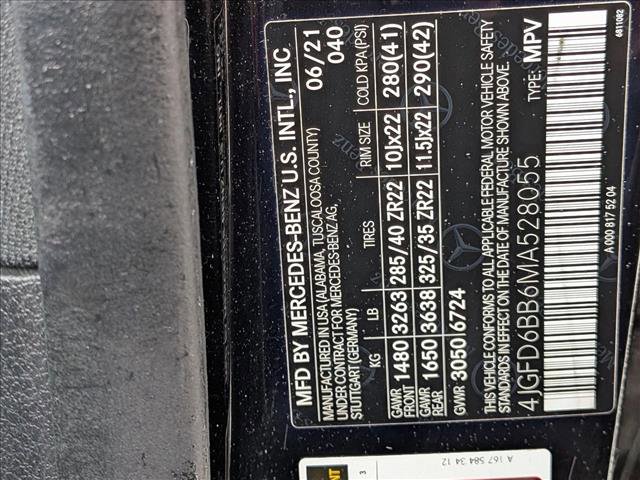 MFD BY MERCEDES-BENZ U.S. INTL., INC
MANUFACTURED IN USA (ALABAMA, TUSCALOOSA COUNTY) 06/21
UNDER CONTRACT FOR MERCEDES-BENZ AG, 040
STUTTGART (GERMANY)
KG LB TIRES RIM SIZE COLD KPA(PSI)
GAWR FRONT 1480 3263 285/40 ZR22 10Jx22 280(41)
GAWR REAR 1650 3638 325/35 ZR22 11.5Jx22 290(42)
GVWR 3050 6724
THIS VEHICLE CONFORMS TO ALL APPLICABLE FEDERAL MOTOR VEHICLE SAFETY
STANDARDS IN EFFECT ON THE DATE OF MANUFACTURE SHOWN ABOVE.
4JGFD6BB6MA528055 TYPE: MPV
A 000 817 52 04 6811082
A 167 584 34 12
3